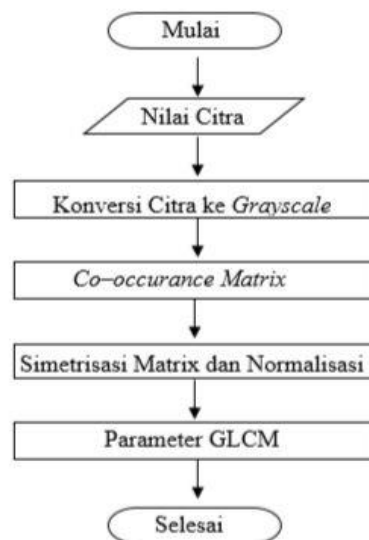 Mulai
Nilai Citra
Konversi Citra ke Grayscale
Co–occurance Matrix
Simetrisasi Matrix dan Normalisasi
Parameter GLCM
Selesai